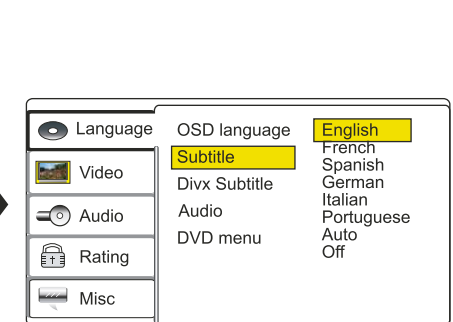 Language
Video
Audio
Rating
Misc
OSD language
Subtitle
Divx Subtitle
Audio
DVD menu
English
French
Spanish
German
Italian
Portuguese
Auto
Off